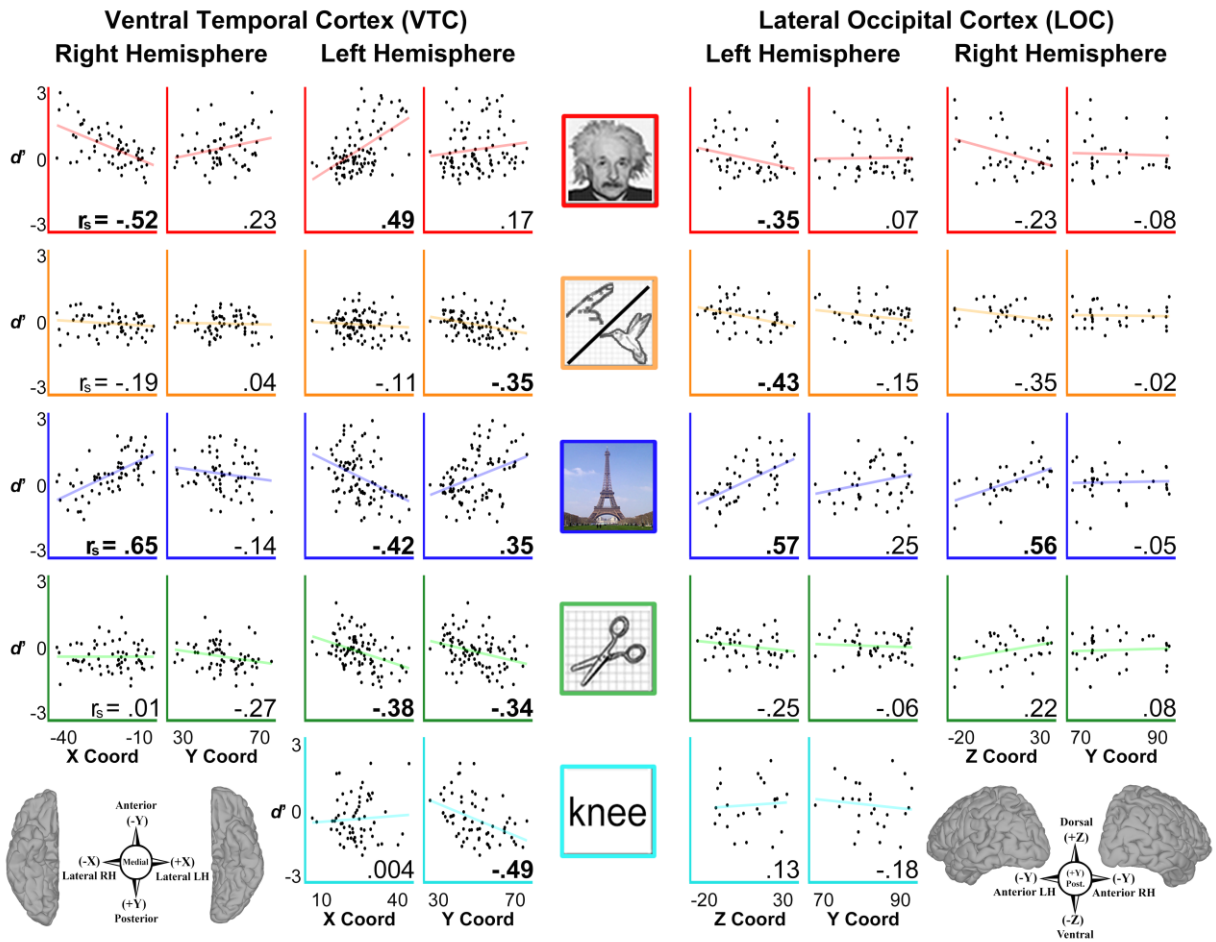 Ventral Temporal Cortex (VTC)
Lateral Occipital Cortex (LOC)
Right Hemisphere
Left Hemisphere
Left Hemisphere
Right Hemisphere
3
d'
0
-3
rs = -.52
.23
.49
.17
-.35
.07
-.23
-.08
3
d'
0
-3
rs = -.19
.04
-.11
-.35
-.43
-.15
-.35
-.02
3
d'
0
-3
rs = .65
-.14
-.42
.35
.57
.25
.56
-.05
3
d'
0
-3
rs = .01
-.27
-.38
-.34
-.25
-.06
.22
.08
-40 -10
X Coord
30 70
Y Coord
-20 30
Z Coord
70 90
Y Coord
3
d'
0
-3
.004
-.49
knee
.13
-.18
10 40
X Coord
30 70
Y Coord
-20 30
Z Coord
70 90
Y Coord
Anterior
(-Y)
(-X)
Medial
(+X)
Lateral RH
Lateral LH
(+Y)
Posterior
Dorsal
(+Z)
(-Y)
(+Y)
Post.
(-Y)
Anterior LH
Anterior RH
(-Z)
Ventral